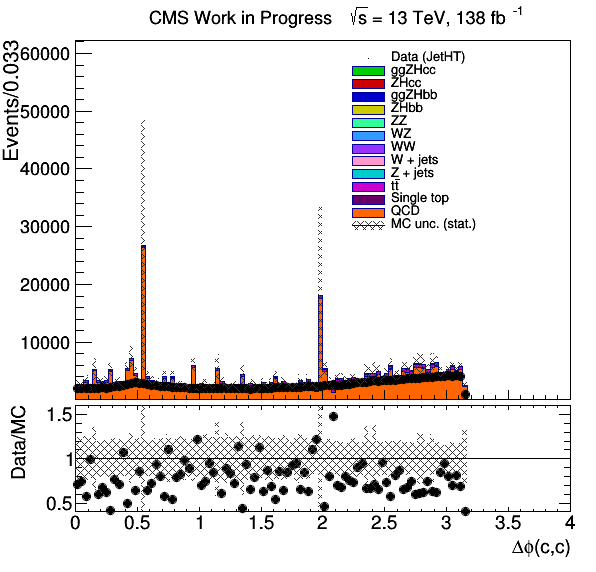 CMS Work in Progress √s = 13 TeV, 138 fb⁻¹
Events/0.033
60000
50000
40000
30000
20000
10000
Data (JetHT)
ggZHcc
ZHcc
ggZHbb
ZHbb
ZZ
WZ
WW
W + jets
Z + jets
tt̄
Single top
QCD
MC unc. (stat.)
Data/MC
1.5
1
0.5
0 0.5 1 1.5 2 2.5 3 3.5 4
Δϕ(c,c)